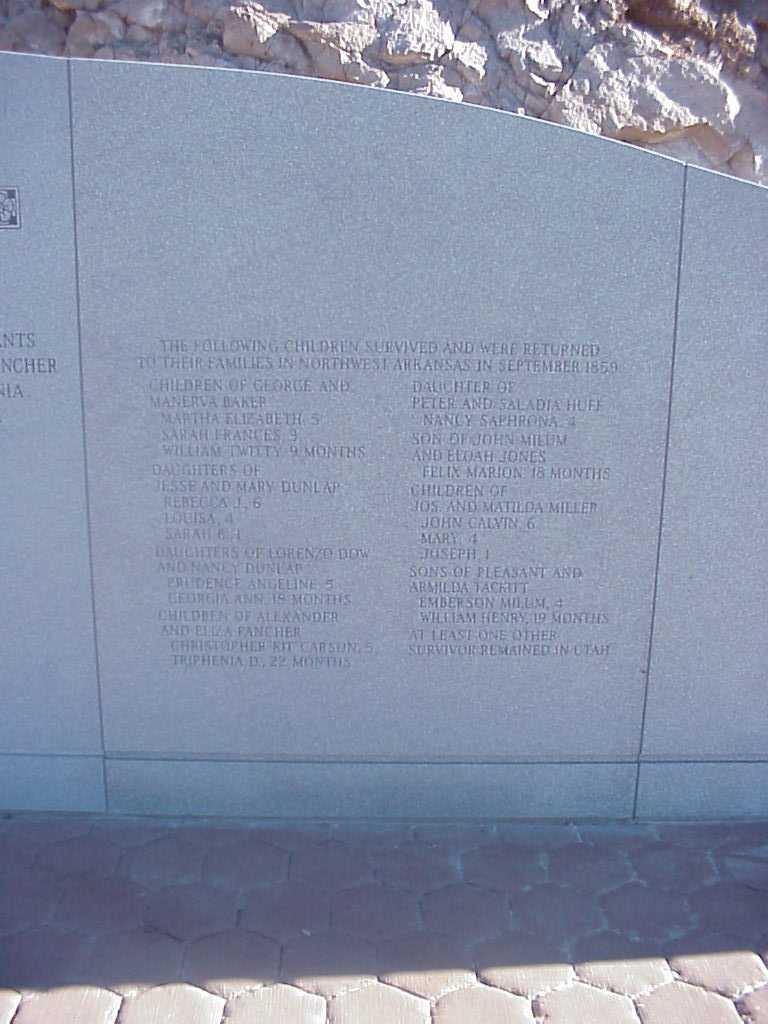 ANTS
NCHER
NIA
THE FOLLOWING CHILDREN SURVIVED AND WERE RETURNED
TO THEIR FAMILIES IN NORTHWEST ARKANSAS IN SEPTEMBER 1859
CHILDREN OF GEORGE AND
MANERVA BAKER
MARTHA ELIZABETH, 5
SARAH FRANCES, 3
WILLIAM TWITTY, 9 MONTHS
DAUGHTERS OF
JESSE AND MARY DUNLAP
REBECCA J., 6
LOUISA, 4
SARAH E., 1
DAUGHTERS OF LORENZO DOW
AND NANCY DUNLAP
PRUDENCE ANGELINE, 5
GEORGIA ANN, 18 MONTHS
CHILDREN OF ALEXANDER
AND ELIZA FANCHER
CHRISTOPHER KIT CARSON, 5
TRIPHENIA D., 22 MONTHS
DAUGHTER OF
PETER AND SALADIA HUFF
NANCY SAPHRONA, 4
SON OF JOHN MILUM
AND ELOAH JONES
FELIX MARION, 18 MONTHS
CHILDREN OF
JOS. AND MATILDA MILLER
JOHN CALVIN, 6
MARY, 4
JOSEPH, 1
SONS OF PLEASANT AND
ARMILDA TACKITT
EMBERSON MILUM, 4
WILLIAM HENRY, 19 MONTHS
AT LEAST ONE OTHER
SURVIVOR REMAINED IN UTAH